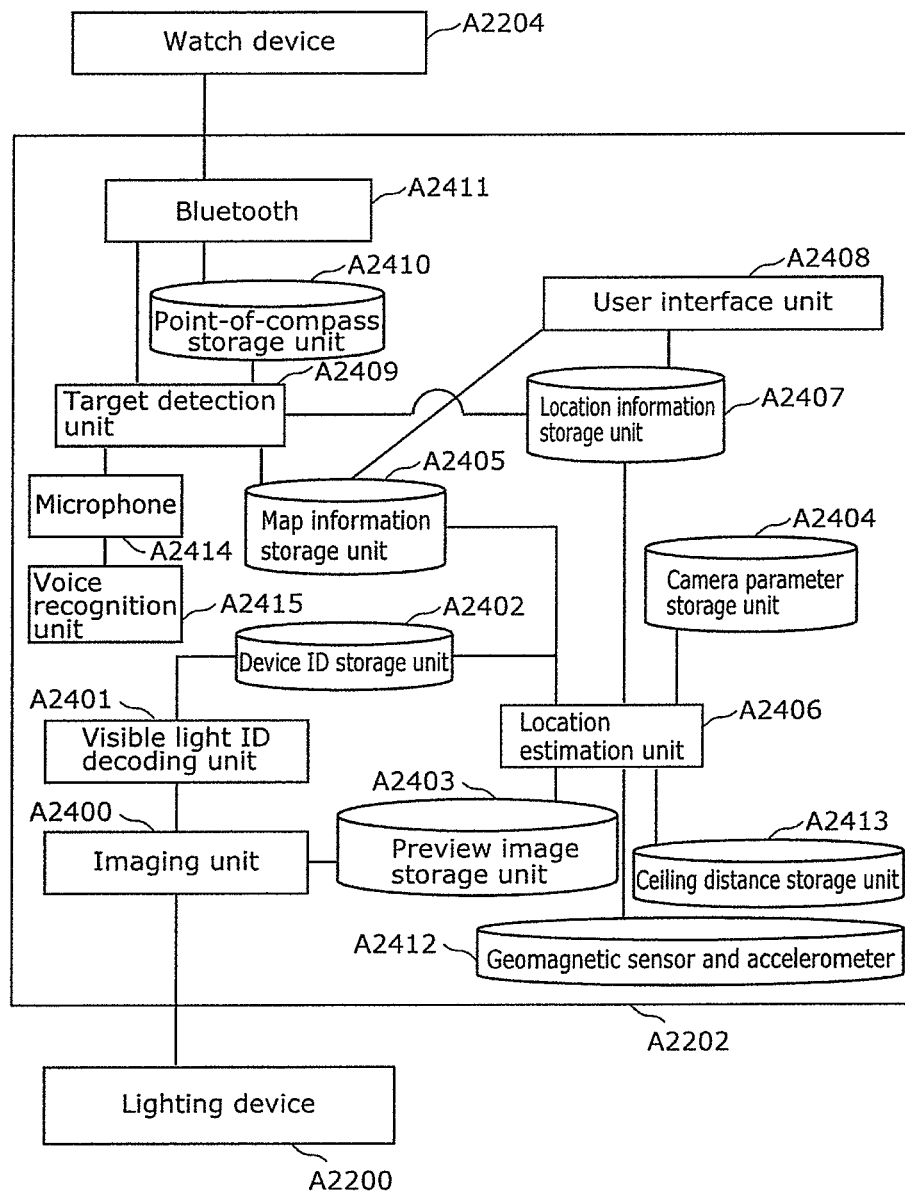 Watch device
A2204
Bluetooth
A2411
A2410
Point-of-compass
storage unit
A2408
User interface unit
A2409
Target detection
unit
Location information
storage unit
A2407
A2405
Map information
storage unit
Microphone
A2414
Voice
recognition
unit
A2415
A2404
Camera parameter
storage unit
A2402
Device ID storage unit
A2401
Visible light ID
decoding unit
Location
estimation unit
A2406
A2400
Imaging unit
A2403
Preview image
storage unit
A2413
Ceiling distance storage unit
A2412
Geomagnetic sensor and accelerometer
A2202
Lighting device
A2200